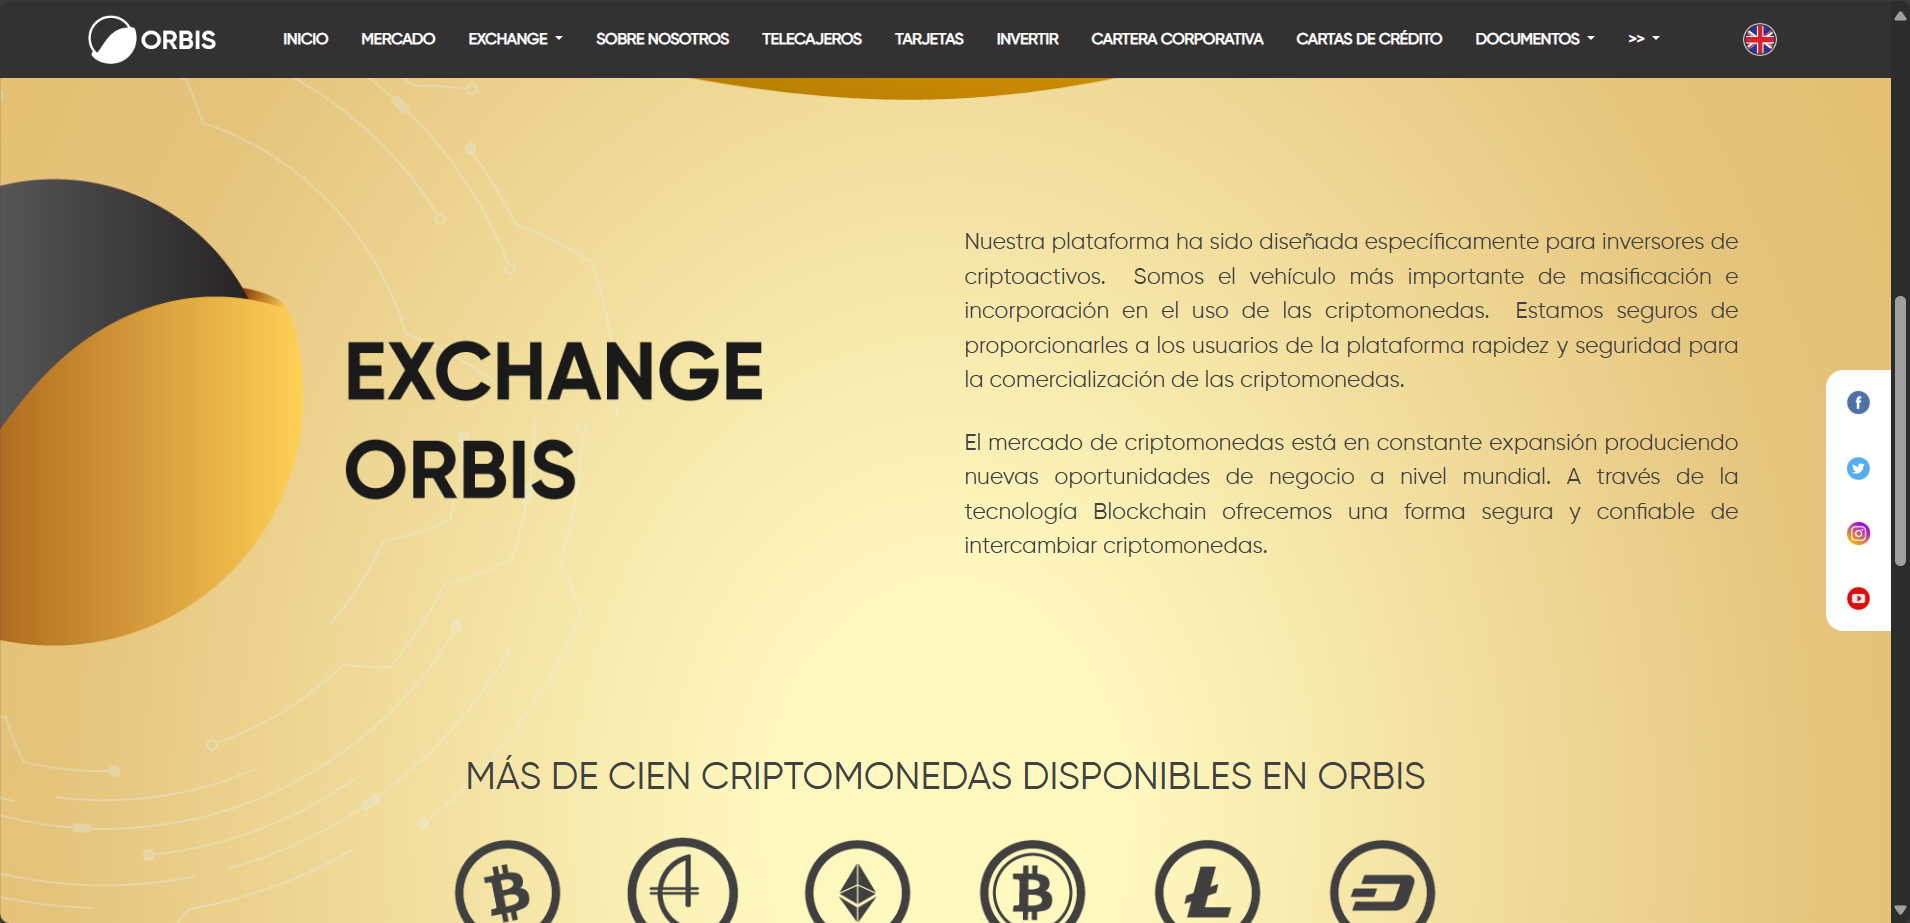 ORBIS
INICIO
MERCADO
EXCHANGE
SOBRE NOSOTROS
TELECAJEROS
TARJETAS
INVERTIR
CARTERA CORPORATIVA
CARTAS DE CRÉDITO
DOCUMENTOS
>>
EXCHANGE
ORBIS
Nuestra plataforma ha sido diseñada específicamente para inversores de
criptoactivos. Somos el vehículo más importante de masificación e
incorporación en el uso de las criptomonedas. Estamos seguros de
proporcionarles a los usuarios de la plataforma rapidez y seguridad para
la comercialización de las criptomonedas.
El mercado de criptomonedas está en constante expansión produciendo
nuevas oportunidades de negocio a nivel mundial. A través de la
tecnología Blockchain ofrecemos una forma segura y confiable de
intercambiar criptomonedas.
MÁS DE CIEN CRIPTOMONEDAS DISPONIBLES EN ORBIS